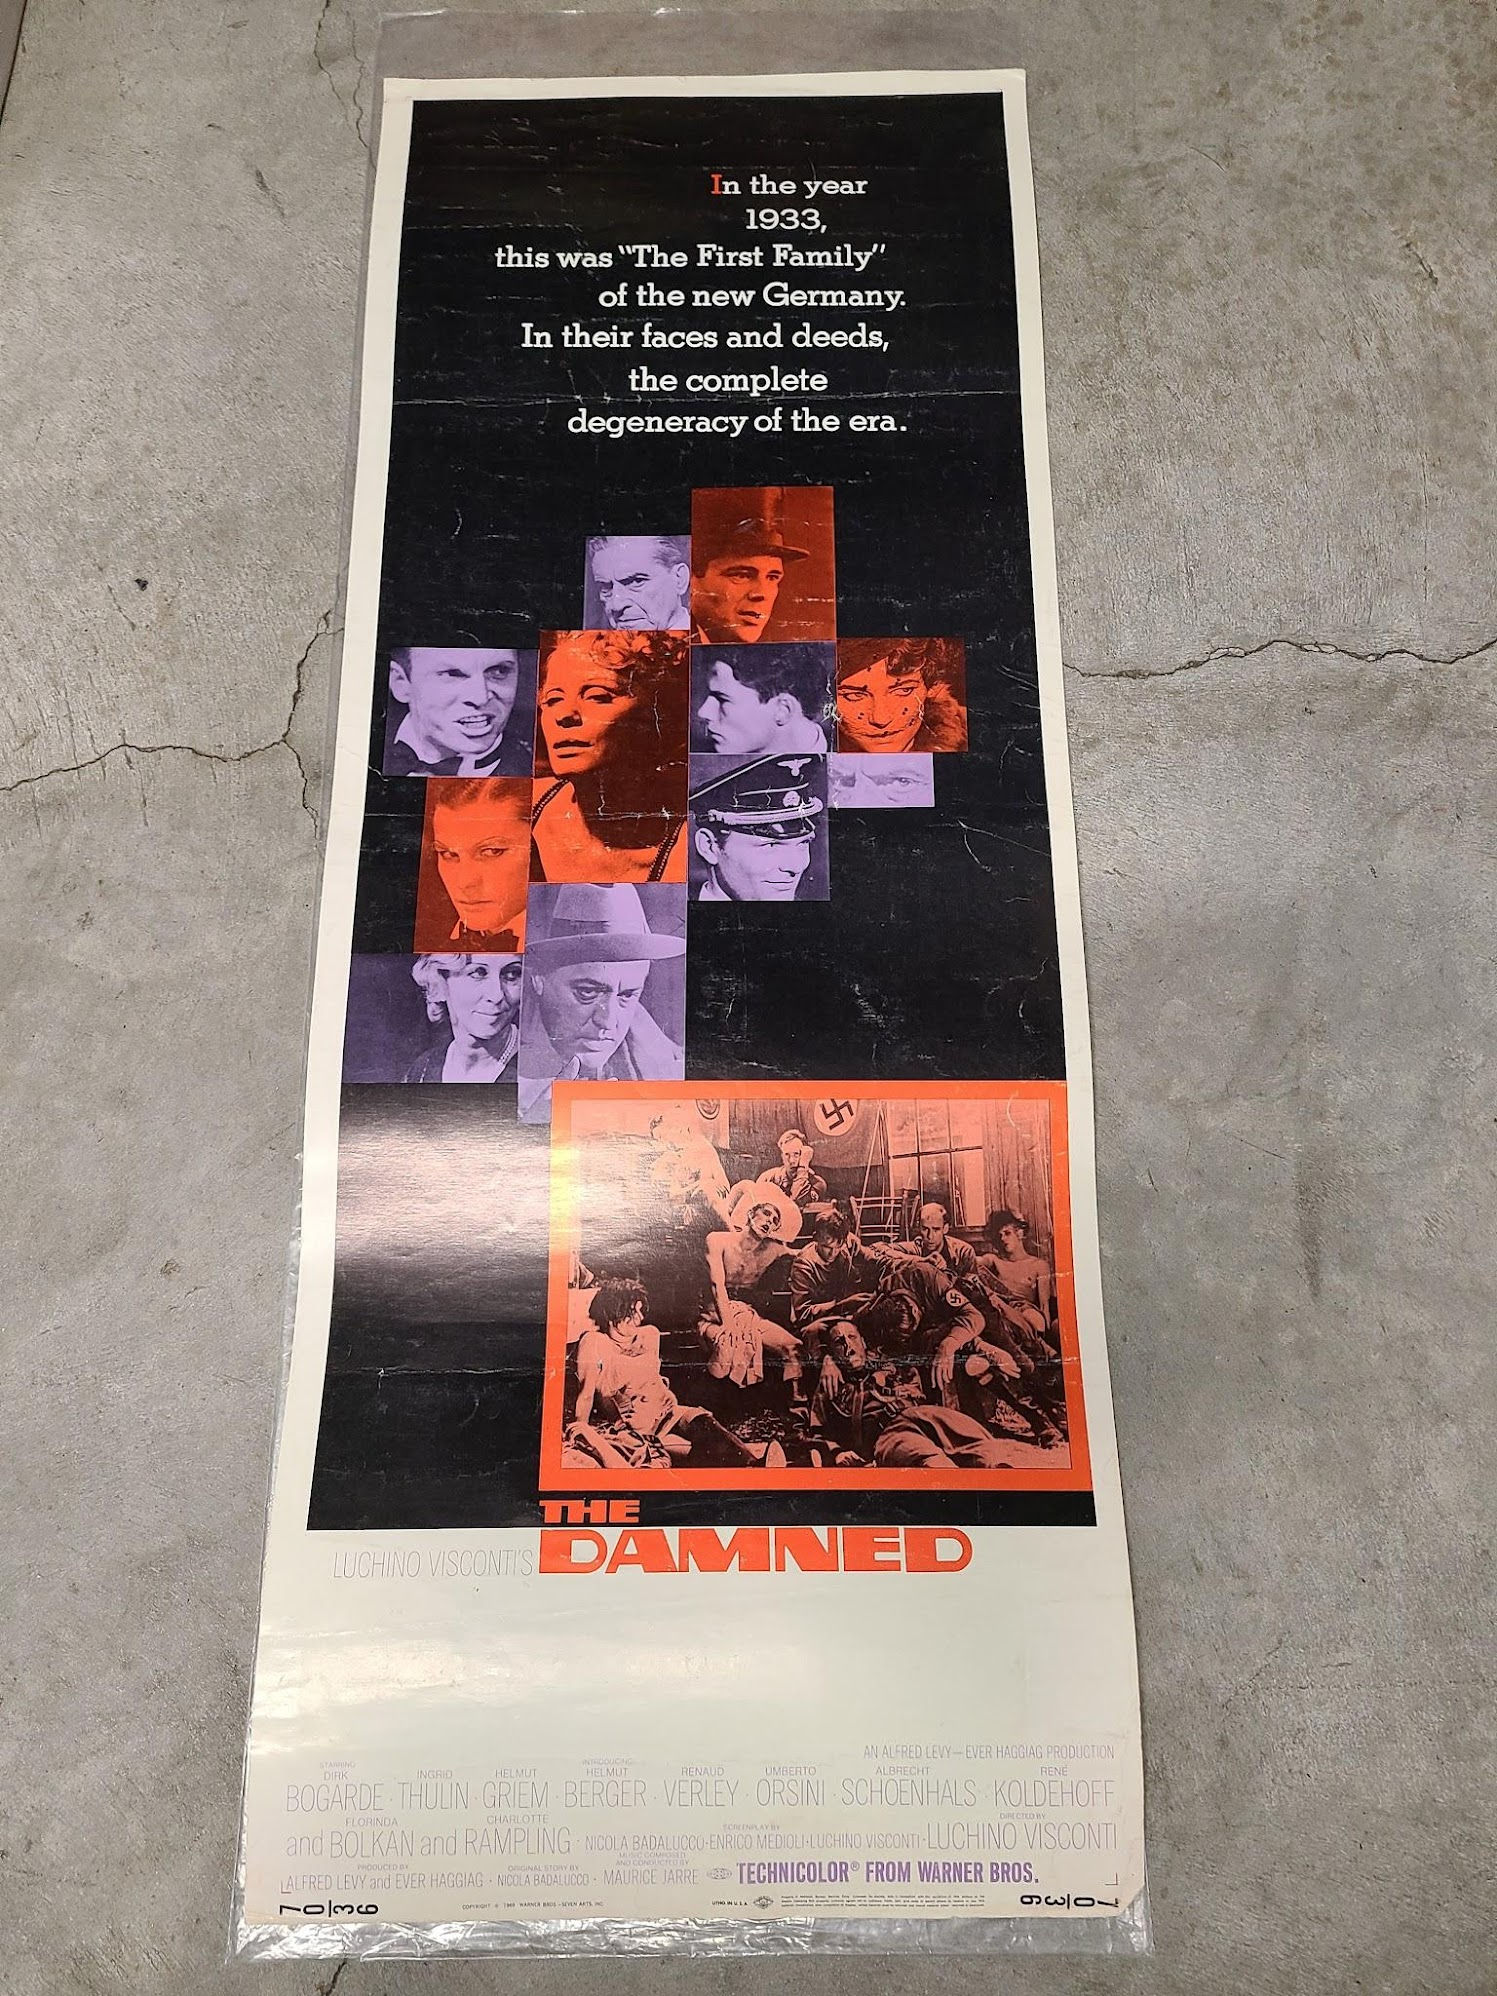 In the year
1933,
this was "The First Family"
of the new Germany.
In their faces and deeds,
the complete
degeneracy of the era.
THE
LUCHINO VISCONTI'S DAMNED
AN ALFRED LEVY—EVER HAGGIAG PRODUCTION
STARRING INTRODUCING
DIRK INGRID HELMUT HELMUT RENAUD UMBERTO ALBRECHT RENÉ
BOGARDE · THULIN · GRIEM · BERGER · VERLEY · ORSINI · SCHOENHALS · KOLDEHOFF
FLORINDA CHARLOTTE SCREENPLAY BY DIRECTED BY
and BOLKAN and RAMPLING · NICOLA BADALUCCO·ENRICO MEDIOLI·LUCHINO VISCONTI · LUCHINO VISCONTI
PRODUCED BY ORIGINAL STORY BY MUSIC COMPOSED AND CONDUCTED BY
ALFRED LEVY and EVER HAGGIAG · NICOLA BADALUCCO · MAURICE JARRE TECHNICOLOR® FROM WARNER BROS.
70/36 COPYRIGHT © 1969 WARNER BROS.-SEVEN ARTS, INC. LITHO. IN U.S.A. 70/36